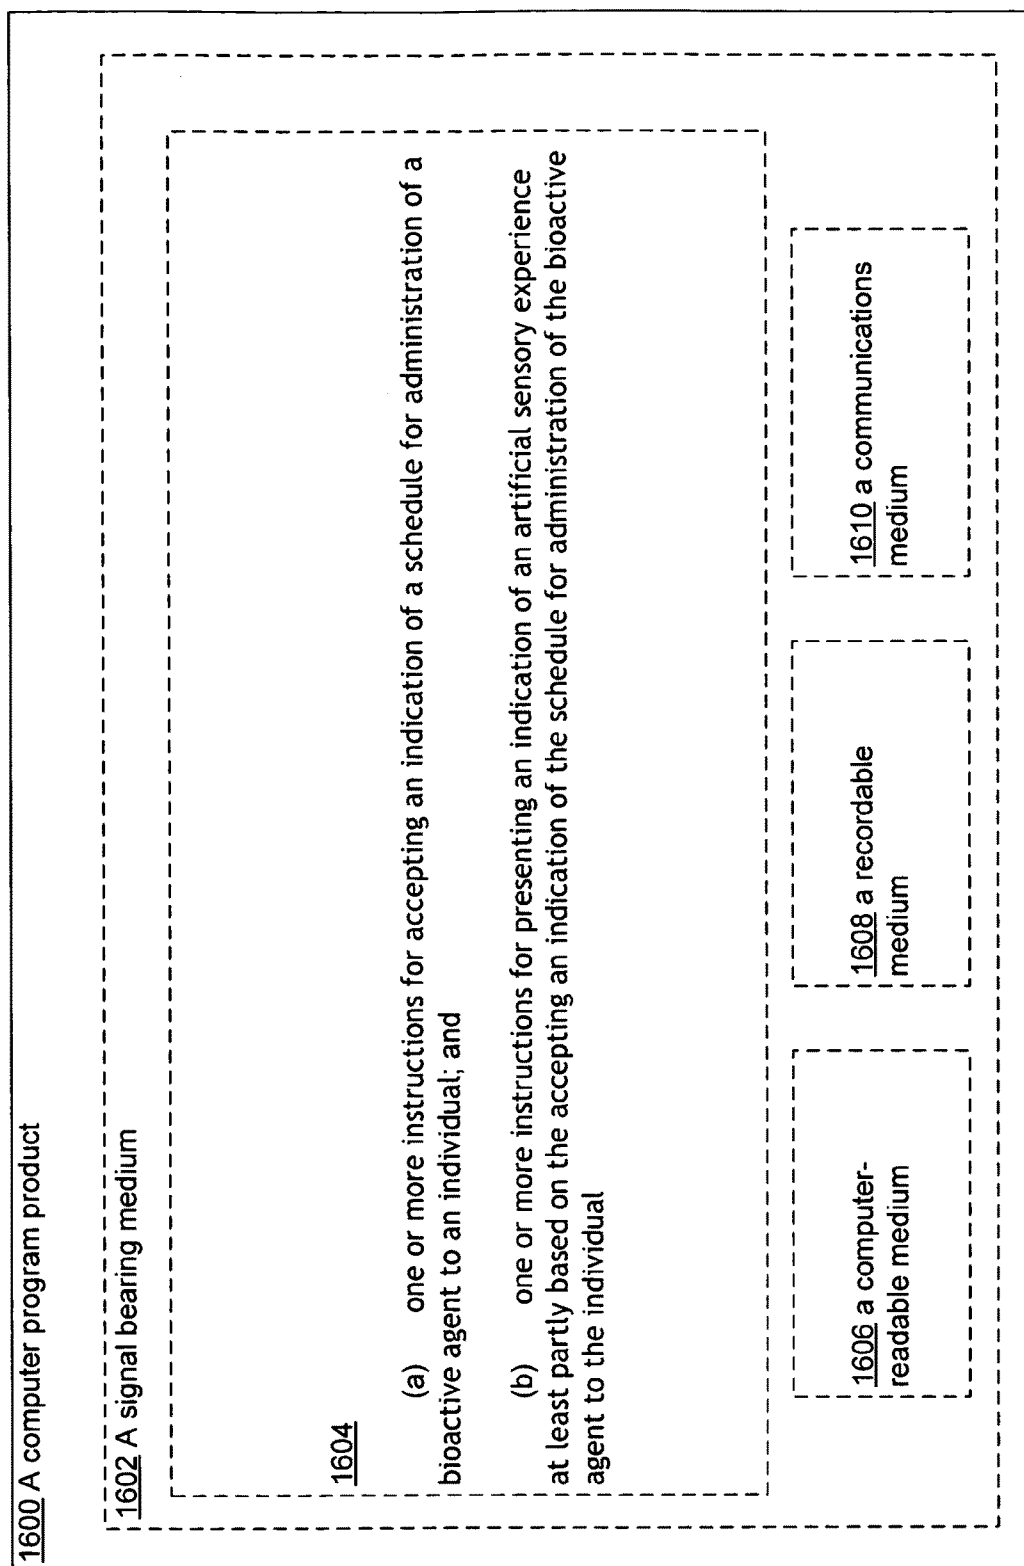 1600 A computer program product
1602 A signal bearing medium
1604
(a) one or more instructions for accepting an indication of a schedule for administration of a
bioactive agent to an individual; and
(b) one or more instructions for presenting an indication of an artificial sensory experience
at least partly based on the accepting an indication of the schedule for administration of the bioactive
agent to the individual
1606 a computer-
readable medium
1608 a recordable
medium
1610 a communications
medium